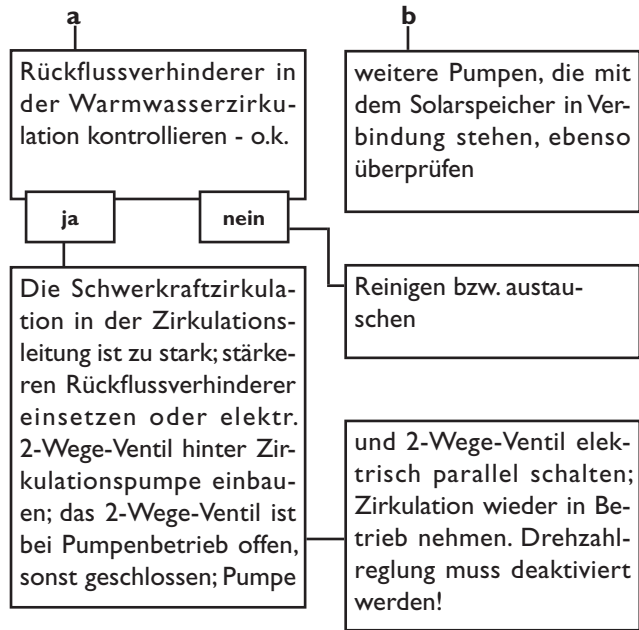 a
Rückflussverhinderer in
der Warmwasserzirku-
lation kontrollieren - o.k.
ja
nein
Die Schwerkraftzirkula-
tion in der Zirkulations-
leitung ist zu stark; stärke-
ren Rückflussverhinderer
einsetzen oder elektr.
2-Wege-Ventil hinter Zir-
kulationspumpe einbau-
en; das 2-Wege-Ventil ist
bei Pumpenbetrieb offen,
sonst geschlossen; Pumpe
b
weitere Pumpen, die mit
dem Solarspeicher in Ver-
bindung stehen, ebenso
überprüfen
Reinigen bzw. austau-
schen
und 2-Wege-Ventil elek-
trisch parallel schalten;
Zirkulation wieder in Be-
trieb nehmen. Drehzahl-
reglung muss deaktiviert
werden!